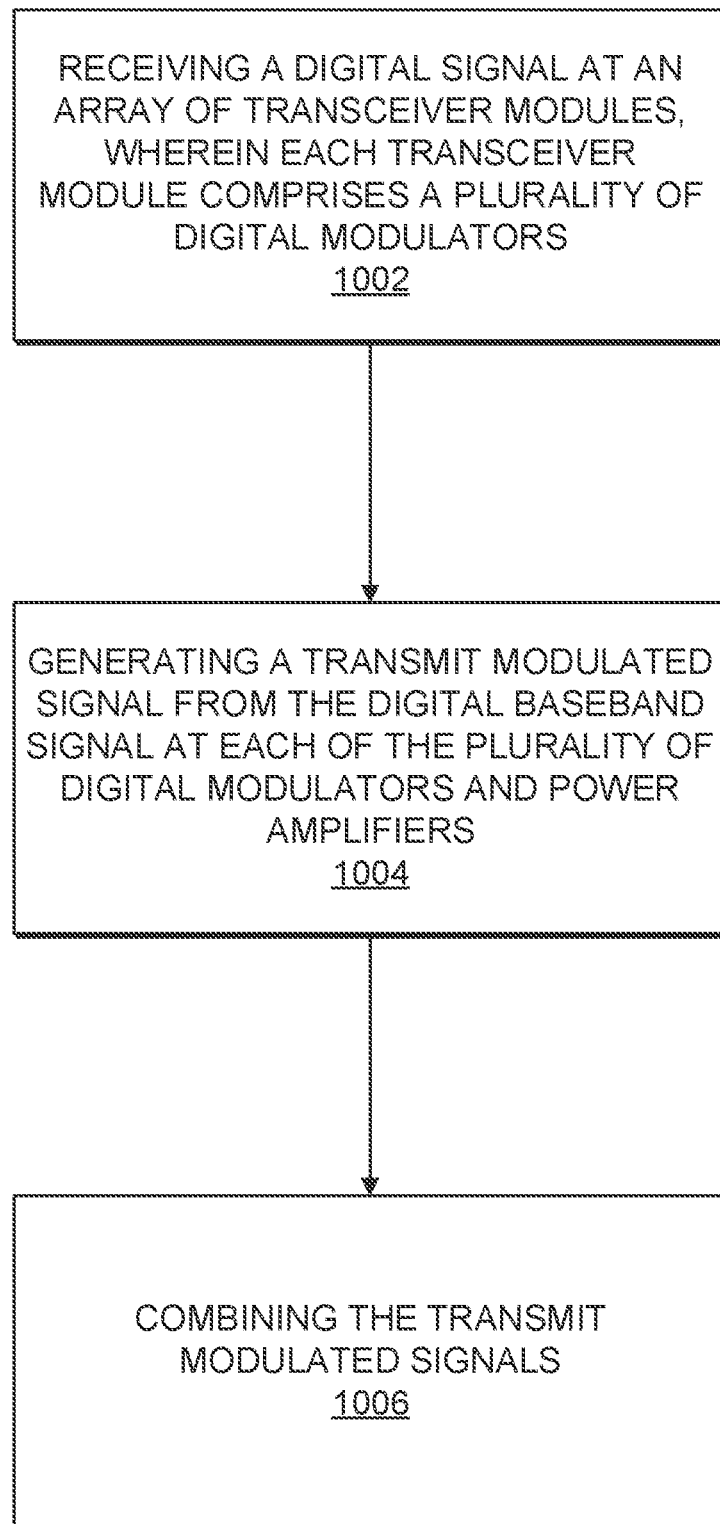 RECEIVING A DIGITAL SIGNAL AT AN
ARRAY OF TRANSCEIVER MODULES,
WHEREIN EACH TRANSCEIVER
MODULE COMPRISES A PLURALITY OF
DIGITAL MODULATORS
1002
GENERATING A TRANSMIT MODULATED
SIGNAL FROM THE DIGITAL BASEBAND
SIGNAL AT EACH OF THE PLURALITY OF
DIGITAL MODULATORS AND POWER
AMPLIFIERS
1004
COMBINING THE TRANSMIT
MODULATED SIGNALS
1006